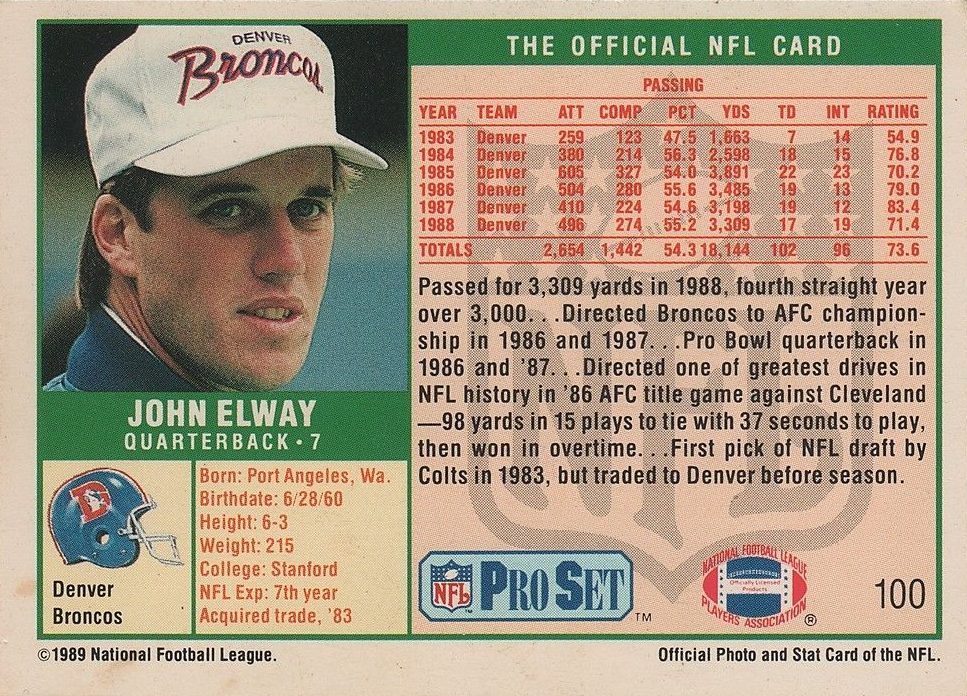 DENVER
Broncos
JOHN ELWAY
QUARTERBACK • 7
Denver
Broncos
Born: Port Angeles, Wa.
Birthdate: 6/28/60
Height: 6-3
Weight: 215
College: Stanford
NFL Exp: 7th year
Acquired trade, '83
THE OFFICIAL NFL CARD
PASSING
YEAR TEAM ATT COMP PCT YDS TD INT RATING
1983 Denver 259 123 47.5 1,663 7 14 54.9
1984 Denver 380 214 56.3 2,598 18 15 76.8
1985 Denver 605 327 54.0 3,891 22 23 70.2
1986 Denver 504 280 55.6 3,485 19 13 79.0
1987 Denver 410 224 54.6 3,198 19 12 83.4
1988 Denver 496 274 55.2 3,309 17 19 71.4
TOTALS 2,654 1,442 54.3 18,144 102 96 73.6
Passed for 3,309 yards in 1988, fourth straight year
over 3,000. . .Directed Broncos to AFC champion-
ship in 1986 and 1987. . .Pro Bowl quarterback in
1986 and '87. . .Directed one of greatest drives in
NFL history in '86 AFC title game against Cleveland
—98 yards in 15 plays to tie with 37 seconds to play,
then won in overtime. . .First pick of NFL draft by
Colts in 1983, but traded to Denver before season.
NFL
NFL PRO SET ™
NATIONAL FOOTBALL LEAGUE
Officially Licensed
Products
PLAYERS ASSOCIATION ®
100
©1989 National Football League.
Official Photo and Stat Card of the NFL.